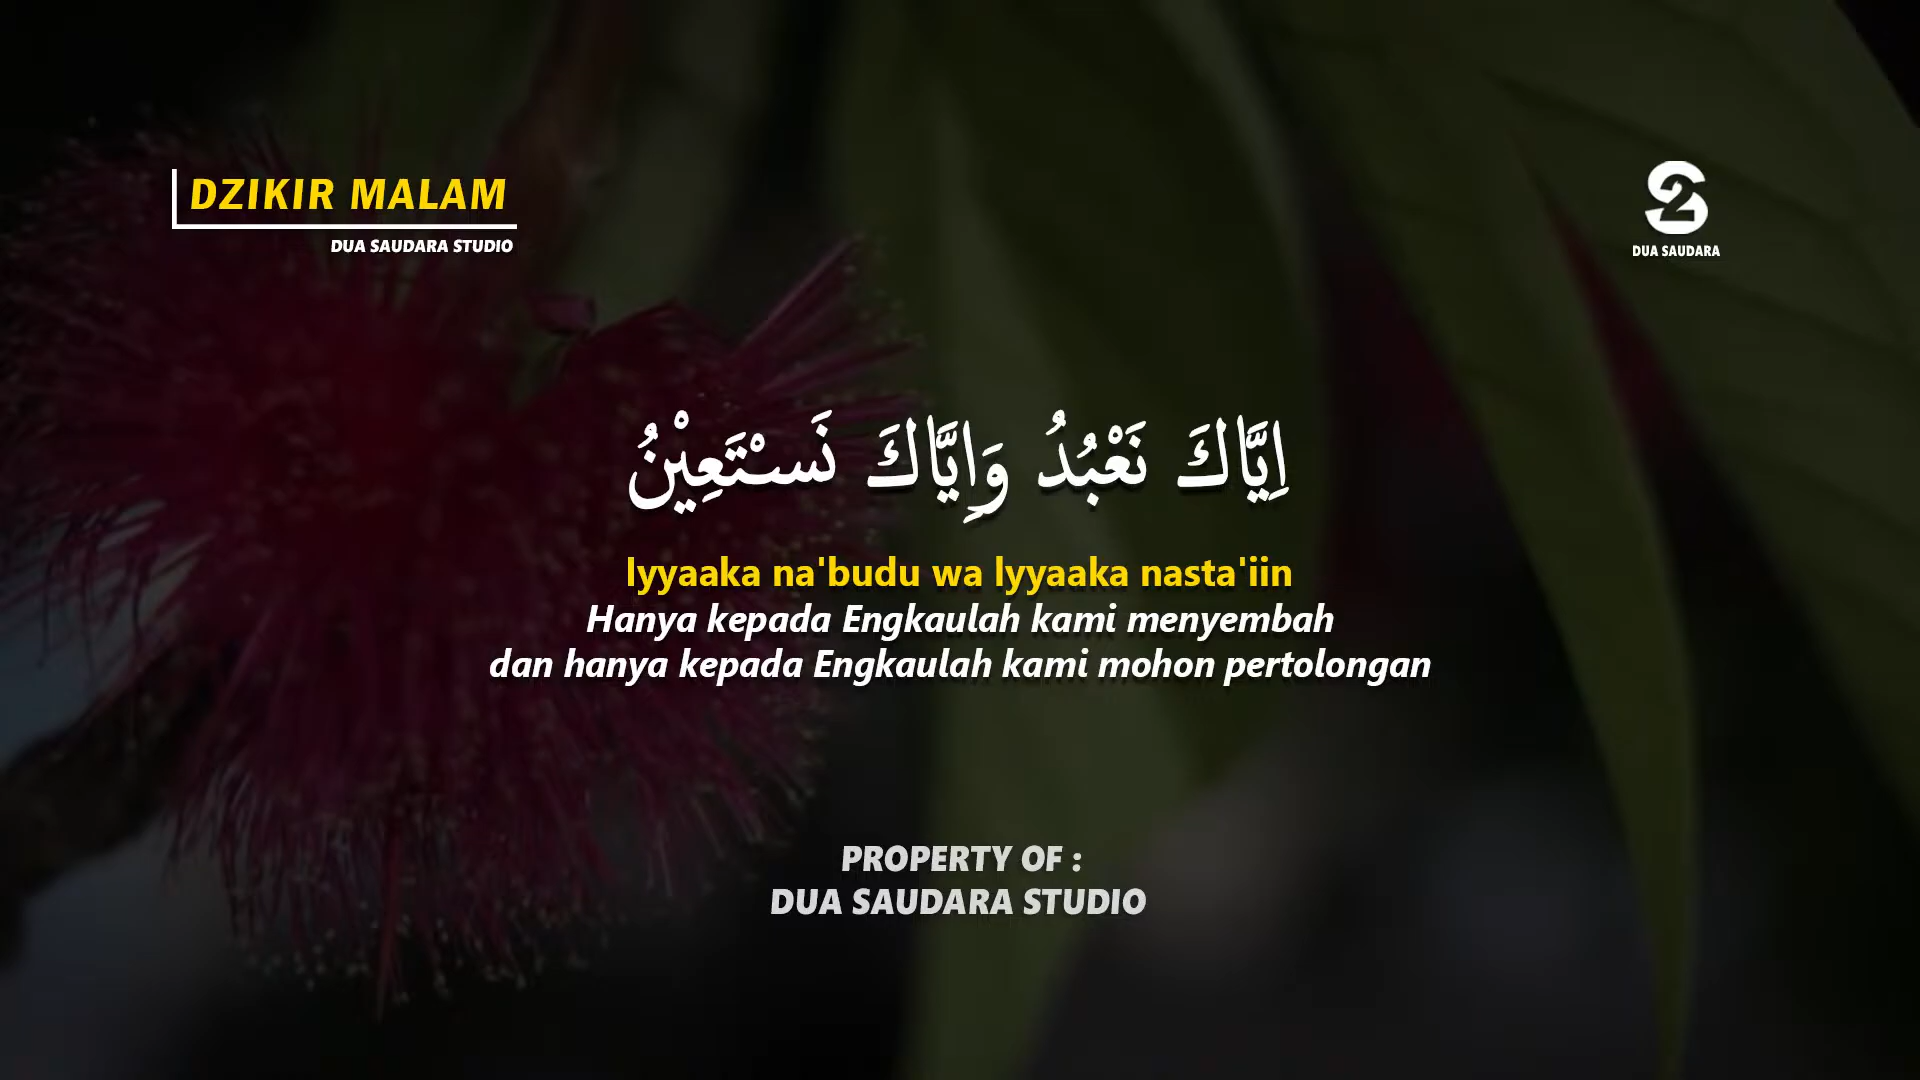 DZIKIR MALAM
DUA SAUDARA STUDIO
S2
DUA SAUDARA
اِيَّاكَ نَعْبُدُ وَاِيَّاكَ نَسْتَعِيْنُ
Iyyaaka na'budu wa Iyyaaka nasta'iin
Hanya kepada Engkaulah kami menyembah
dan hanya kepada Engkaulah kami mohon pertolongan
PROPERTY OF :
DUA SAUDARA STUDIO